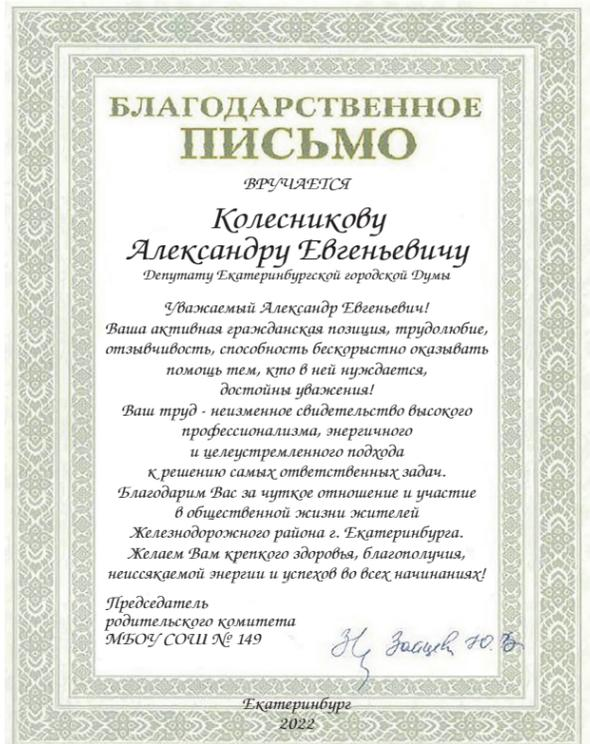 БЛАГОДАРСТВЕННОЕ
ПИСЬМО
ВРУЧАЕТСЯ
Колесникову
Александру Евгеньевичу
Депутату Екатеринбургской городской Думы
Уважаемый Александр Евгеньевич!
Ваша активная гражданская позиция, трудолюбие,
отзывчивость, способность бескорыстно оказывать
помощь тем, кто в ней нуждается,
достойны уважения!
Ваш труд - неизменное свидетельство высокого
профессионализма, энергичного
и целеустремленного подхода
к решению самых ответственных задач.
Благодарим Вас за чуткое отношение и участие
в общественной жизни жителей
Железнодорожного района г. Екатеринбурга.
Желаем Вам крепкого здоровья, благополучия,
неиссякаемой энергии и успехов во всех начинаниях!
Председатель
родительского комитета
МБОУ СОШ № 149
Екатеринбург
2022